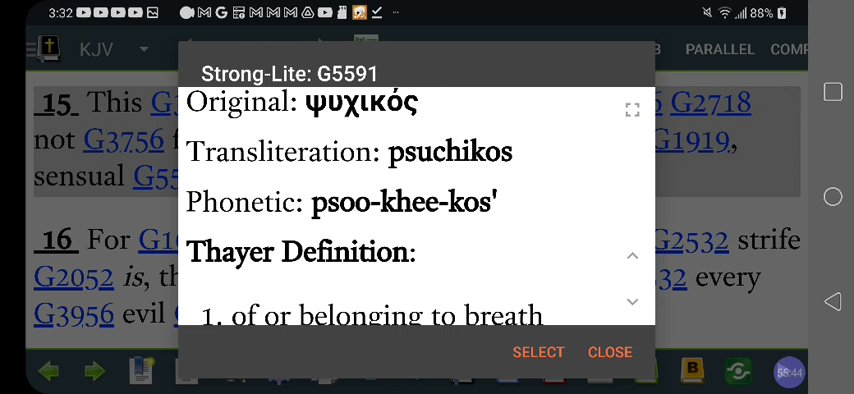 3:32
88%
KJV
PARALLEL
Strong-Lite: G5591
Original: ψυχικός
Transliteration: psuchikos
Phonetic: psoo-khee-kos'
Thayer Definition:
1. of or belonging to breath
SELECT CLOSE
15 This G2718
not G3756 G1919,
sensual
16 For G2532 strife
G2052 is, every
G3956 evil
B
55:44